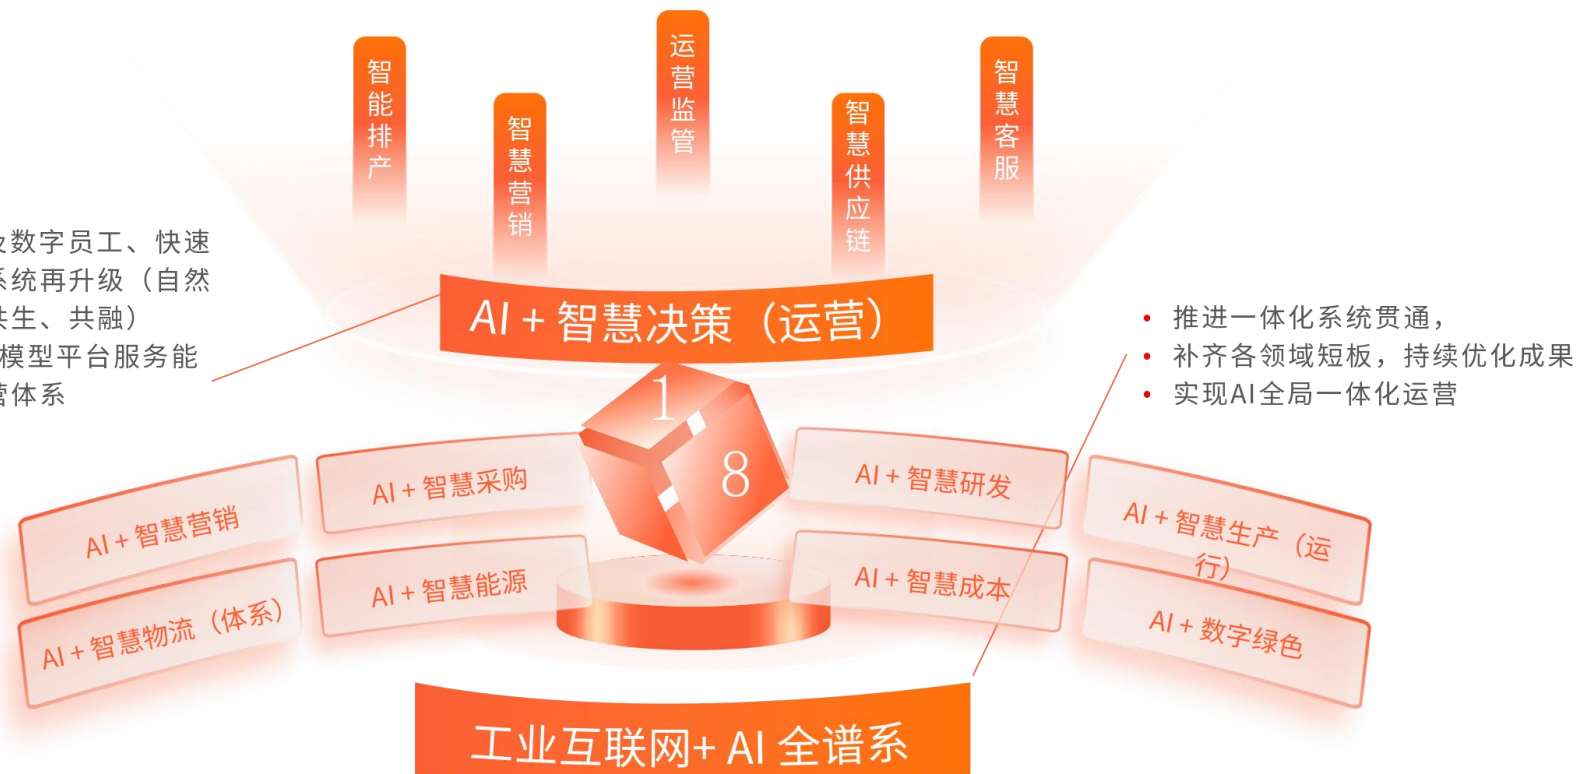 智能排产
智慧营销
运营监管
智慧供应链
智慧客服
及数字员工、快速
系统再升级（自然
共生、共融）
模型平台服务能
营体系
AI + 智慧决策（运营）
• 推进一体化系统贯通，
• 补齐各领域短板，持续优化成果
• 实现AI全局一体化运营
1
8
AI + 智慧营销
AI + 智慧采购
AI + 智慧研发
AI + 智慧生产（运
行）
AI + 智慧物流（体系）
AI + 智慧能源
AI + 智慧成本
AI + 数字绿色
工业互联网+ AI 全谱系